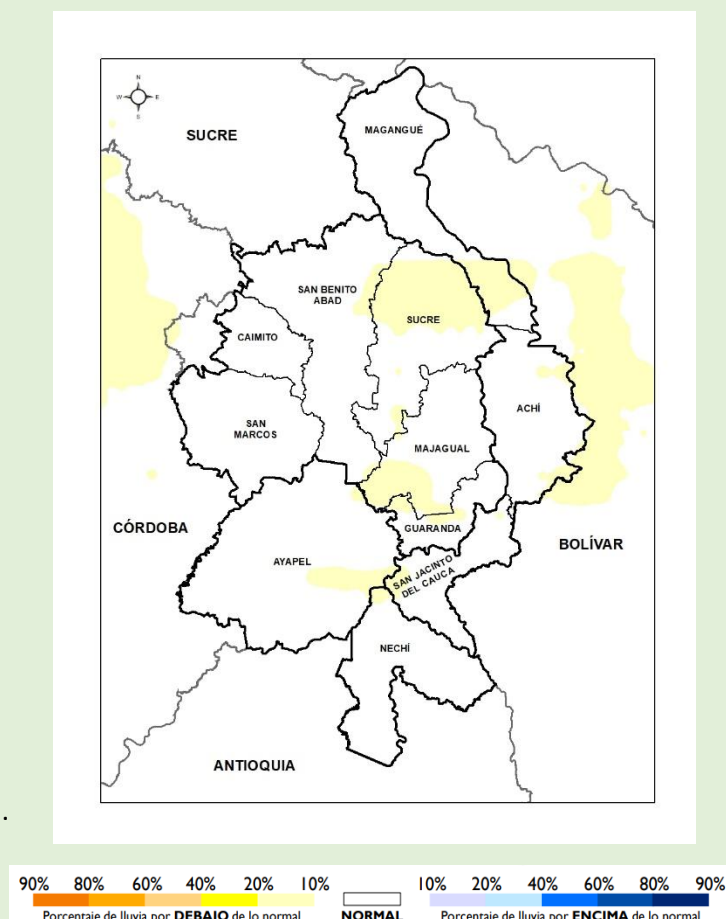 N
W E
S
SUCRE
MAGANGUÉ
SAN BENITO
ABAD
SUCRE
CAIMITO
ACHÍ
SAN
MARCOS
MAJAGUAL
CÓRDOBA
GUARANDA
BOLÍVAR
AYAPEL
SAN JACINTO
DEL CAUCA
NECHÍ
ANTIOQUIA
.
90% 80% 60% 40% 20% 10% 10% 20% 40% 60% 80% 90%
Porcentaje de lluvia por DEBAJO de lo normal NORMAL Porcentaje de lluvia por ENCIMA de lo normal